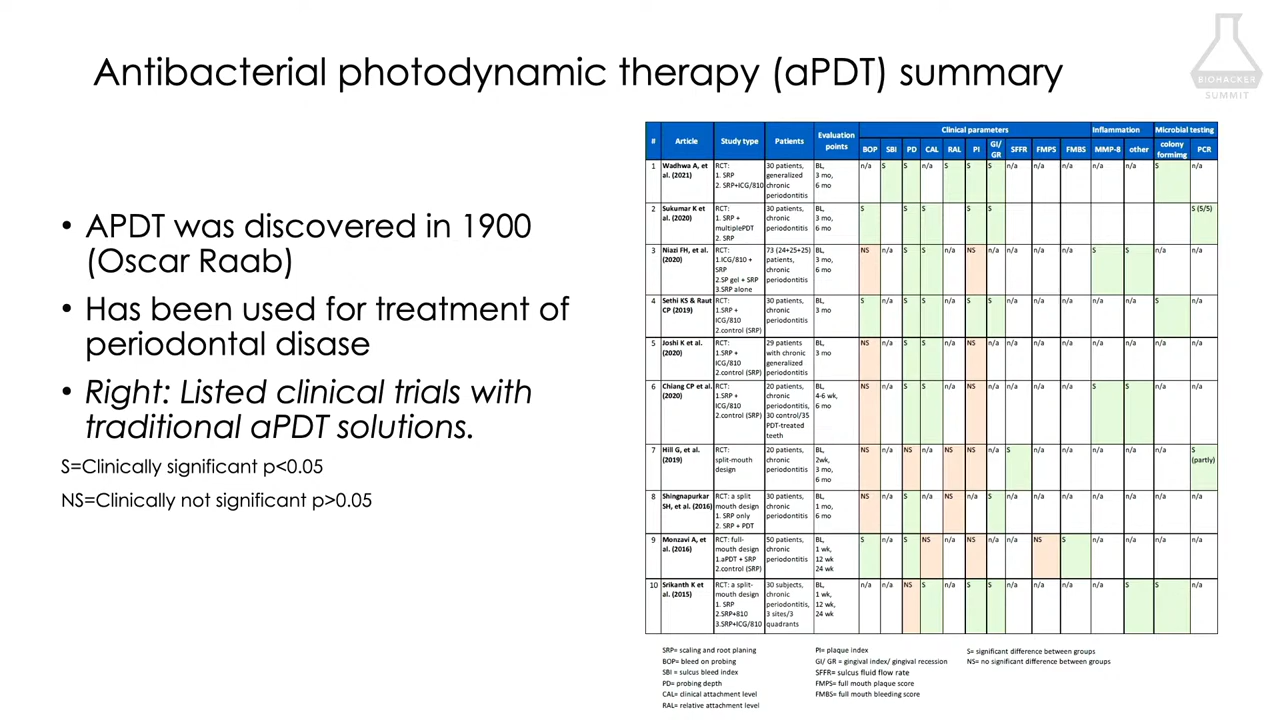 Antibacterial photodynamic therapy (aPDT) summary
BIOHACKER
SUMMIT
• APDT was discovered in 1900
(Oscar Raab)
• Has been used for treatment of
periodontal disase
• Right: Listed clinical trials with
traditional aPDT solutions.
S=Clinically significant p<0.05
NS=Clinically not significant p>0.05
# Article Study type Patients Evaluation points Clinical parameters Inflammation Microbial testing
BOP SBI PD CAL RAL PI GI/ GR SFFR FMPS FMBS MMP-8 other colony formimg PCR
1 Wadhwa A, et al. (2021) RCT: 1. SRP 2. SRP+ICG/810 30 patients, generalized chronic periodontitis BL, 3 mo, 6 mo n/a S S n/a S S S n/a n/a n/a n/a n/a S n/a
2 Sukumar K et al. (2020) RCT: 1. SRP + multiplePDT 2. SRP 30 patients, chronic periodontitis BL, 3 mo, 6 mo S S S S S S (5/5)
3 Niazi FH, et al. (2020) RCT: 1.ICG/810 + SRP 2.SP gel + SRP 3.SRP alone 73 (24+25+25) patients, chronic periodontitis BL, 3 mo, 6 mo NS n/a S S n/a NS n/a n/a n/a n/a S S n/a n/a
4 Sethi KS & Raut CP (2019) RCT: 1.SRP + ICG/810 2.control (SRP) 30 patients, chronic periodontitis BL, 3 mo S n/a S S n/a S S n/a n/a n/a n/a n/a S n/a
5 Joshi K et al. (2020) RCT: 1.SRP + ICG/810 2.control (SRP) 29 patients with chronic generalized periodontitis BL, 3 mo NS n/a S S n/a NS n/a n/a n/a n/a n/a n/a n/a n/a
6 Chiang CP et al. (2020) RCT: 1.SRP + ICG/810 2.control (SRP) 20 patients, chronic periodontitis, 30 control/35 PDT-treated teeth BL, 4-6 wk, 6 mo NS n/a S S n/a NS n/a n/a n/a n/a S S n/a n/a
7 Hill G, et al. (2019) RCT: split-mouth design 20 patients, chronic periodontitis BL, 2wk, 3 mo, 6 mo NS n/a NS NS NS NS n/a S n/a n/a n/a n/a n/a S (partly)
8 Shingnapurkar SH, et al. (2016) RCT: a split mouth design 1. SRP only 2. SRP + PDT 30 patients, chronic periodontitis BL, 1 mo, 6 mo NS n/a S n/a NS n/a S n/a n/a n/a n/a n/a n/a n/a
9 Monzavi A, et al. (2016) RCT: full-mouth design 1.aPDT + SRP 2.control (SRP) 50 patients, chronic periodontitis BL, 1 wk, 12 wk 24 wk S n/a S NS n/a NS n/a n/a NS S n/a n/a n/a n/a
10 Srikanth K et al. (2015) RCT: a split-mouth design 1. SRP 2.SRP+810 3.SRP+ICG/810 30 subjects, chronic periodontitis, 3 sites/3 quadrants BL, 1 wk, 12 wk, 24 wk n/a n/a NS S n/a S S n/a n/a n/a n/a S S n/a
SRP= scaling and root planing
BOP= bleed on probing
SBI = sulcus bleed index
PD= probing depth
CAL= clinical attachment level
RAL= relative attachment level
PI= plaque index
GI/ GR = gingival index/ gingival recession
SFFR= sulcus fluid flow rate
FMPS= full mouth plaque score
FMBS= full mouth bleeding score
S= significant difference between groups
NS= no significant difference between groups